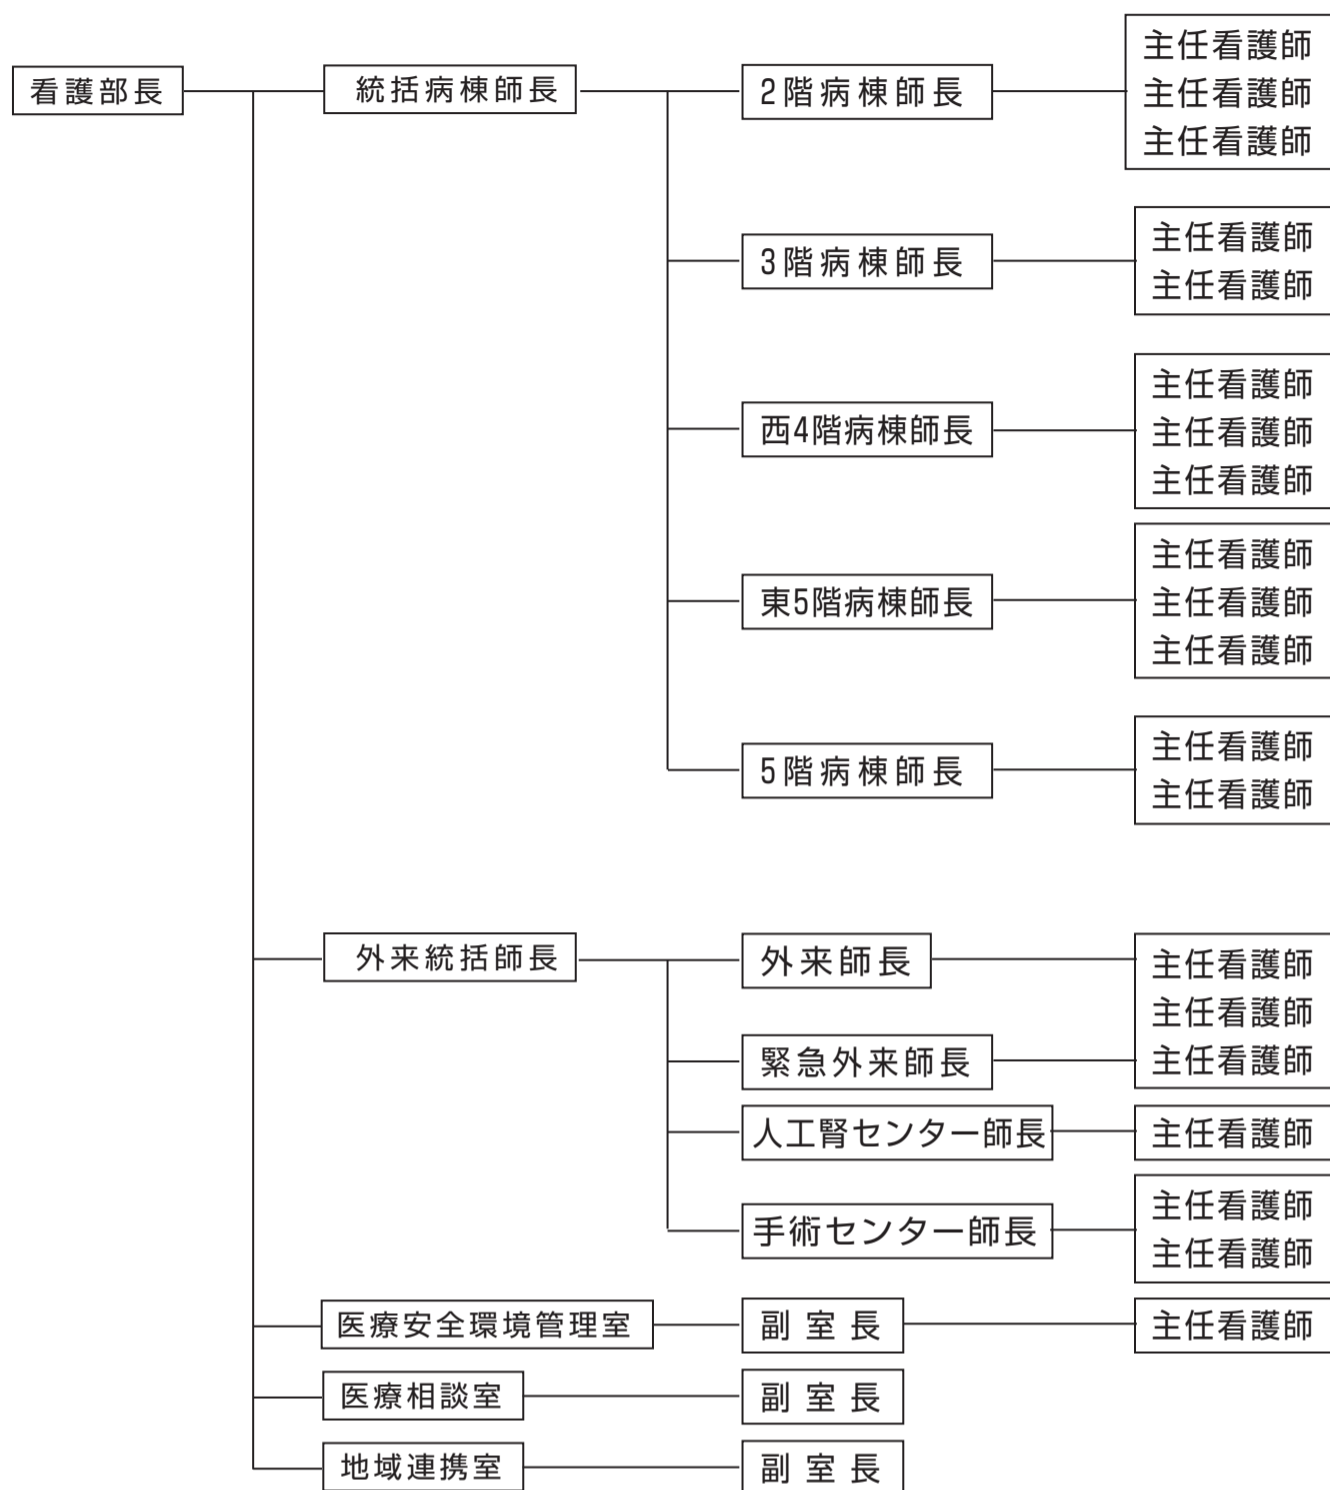 看護部長
統括病棟師長
2階病棟師長
主任看護師
主任看護師
主任看護師
3階病棟師長
主任看護師
主任看護師
西4階病棟師長
主任看護師
主任看護師
主任看護師
東5階病棟師長
主任看護師
主任看護師
主任看護師
5階病棟師長
主任看護師
主任看護師
外来統括師長
外来師長
緊急外来師長
主任看護師
主任看護師
主任看護師
人工腎センター師長
主任看護師
手術センター師長
主任看護師
主任看護師
医療安全環境管理室
副室長
主任看護師
医療相談室
副室長
地域連携室
副室長